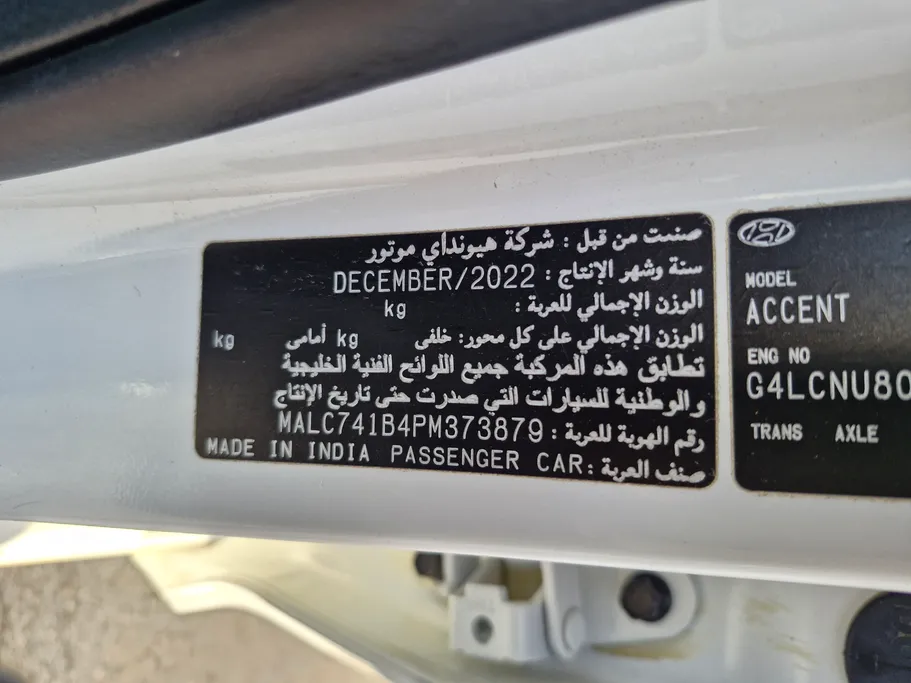 صنعت من قبل : شركة هيونداي موتور
سنة وشهر الإنتاج : DECEMBER/2022
الوزن الإجمالي للعربة : kg
الوزن الإجمالي على كل محور: خلفى kg أمامى kg
تطابق هذه المركبة جميع اللوائح الفنية الخليجية
والوطنية للسيارات التي صدرت حتى تاريخ الإنتاج
رقم الهوية للعربة : MALC741B4PM373879
صنف العربة : MADE IN INDIA PASSENGER CAR
MODEL
ACCENT
ENG NO
G4LCNU80
TRANS AXLE